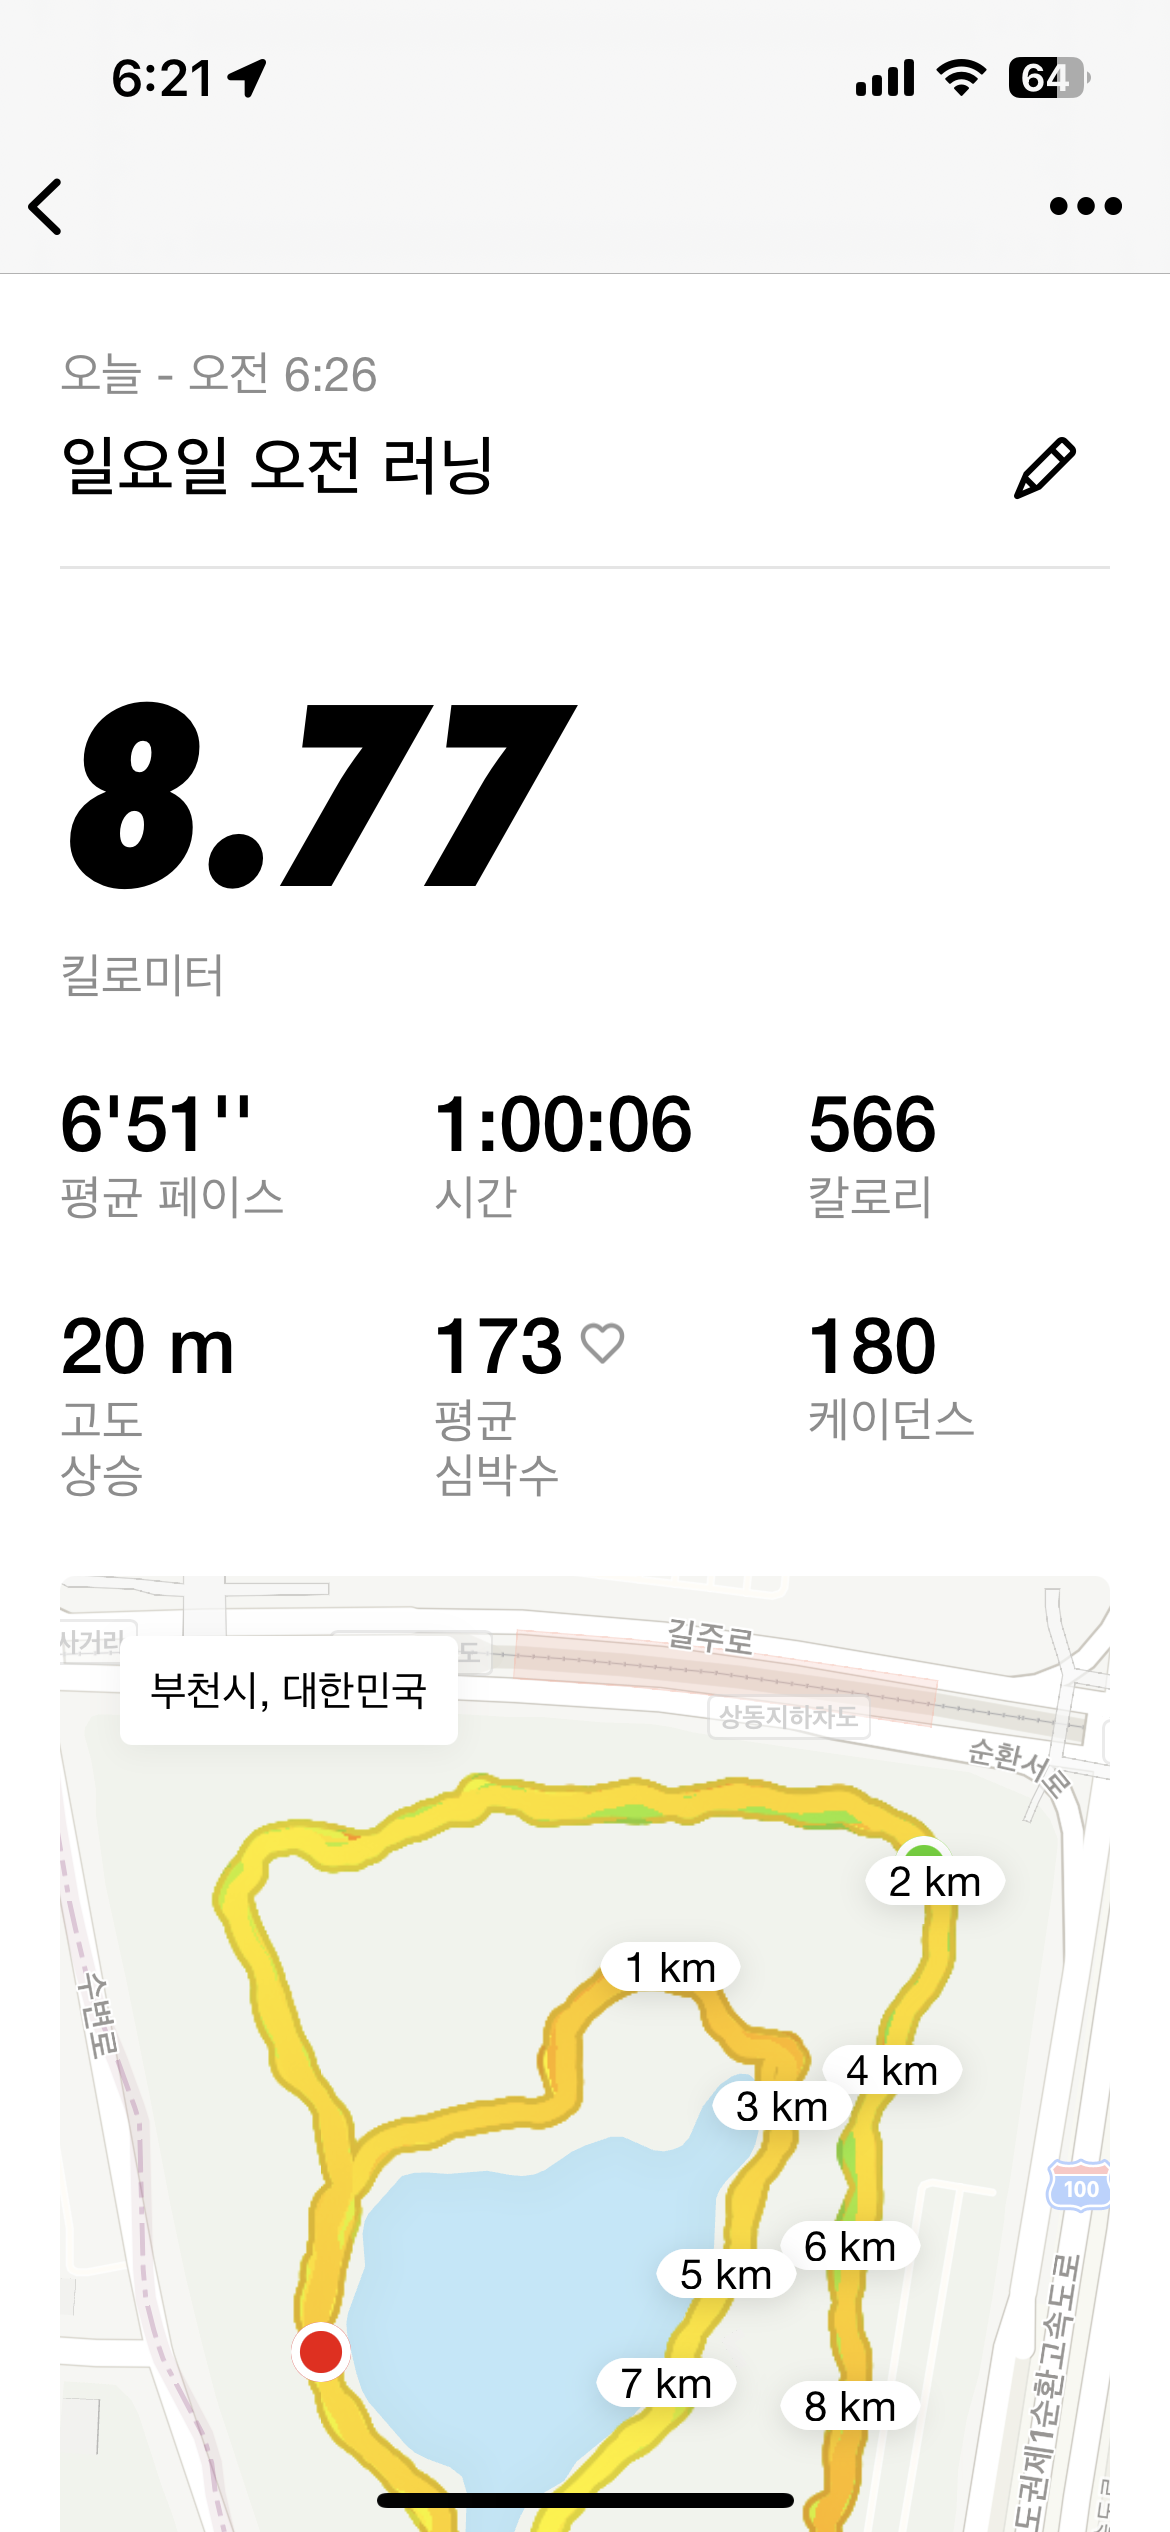 6:21
64
오늘 - 오전 6:26
일요일 오전 러닝
8.77
킬로미터
6'51''
1:00:06
566
평균 페이스
시간
칼로리
20 m
173
180
고도
상승
평균
심박수
케이던스
길주로
사거리
도
부천시, 대한민국
상동지하차도
순환서로
2 km
1 km
수변로
4 km
3 km
100
6 km
5 km
7 km
8 km
도권제1순환고속도로